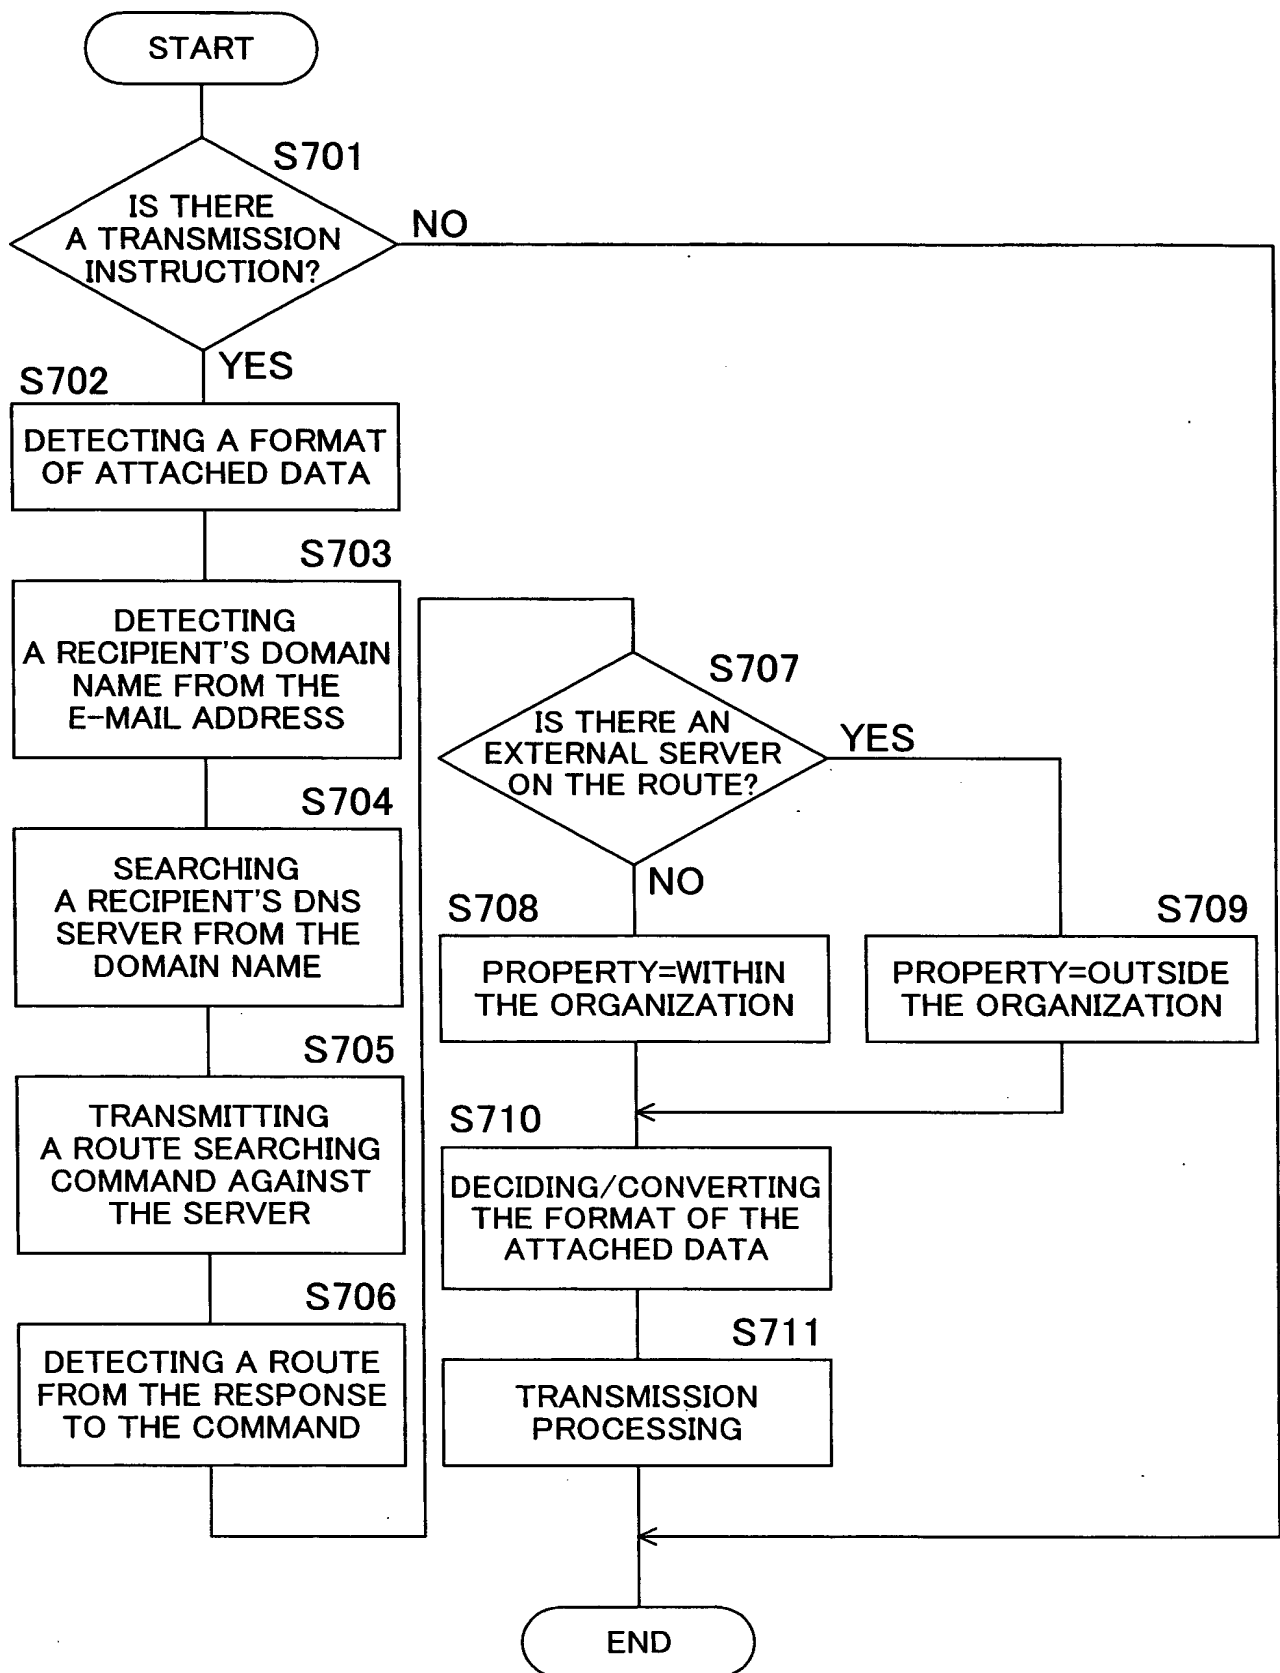 START
S701
IS THERE
A TRANSMISSION
INSTRUCTION?
NO
YES
S702
DETECTING A FORMAT
OF ATTACHED DATA
S703
DETECTING
A RECIPIENT'S DOMAIN
NAME FROM THE
E-MAIL ADDRESS
S704
SEARCHING
A RECIPIENT'S DNS
SERVER FROM THE
DOMAIN NAME
S705
TRANSMITTING
A ROUTE SEARCHING
COMMAND AGAINST
THE SERVER
S706
DETECTING A ROUTE
FROM THE RESPONSE
TO THE COMMAND
S707
IS THERE AN
EXTERNAL SERVER
ON THE ROUTE?
YES
NO
S708
PROPERTY=WITHIN
THE ORGANIZATION
S709
PROPERTY=OUTSIDE
THE ORGANIZATION
S710
DECIDING/CONVERTING
THE FORMAT OF THE
ATTACHED DATA
S711
TRANSMISSION
PROCESSING
END